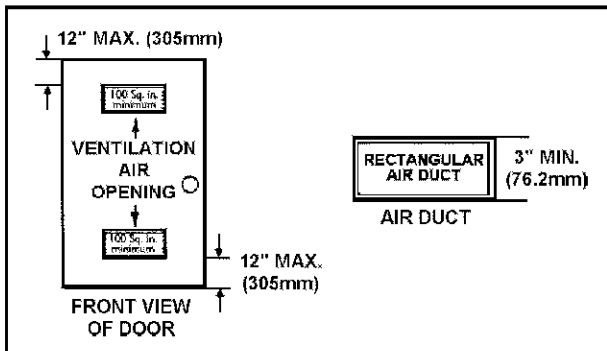 12" MAX. (305mm)
100 Sq. in.
minimum
VENTILATION
AIR
OPENING
100 Sq. in.
minimum
12" MAX.
(305mm)
FRONT VIEW
OF DOOR
RECTANGULAR
AIR DUCT
3" MIN.
(76.2mm)
AIR DUCT